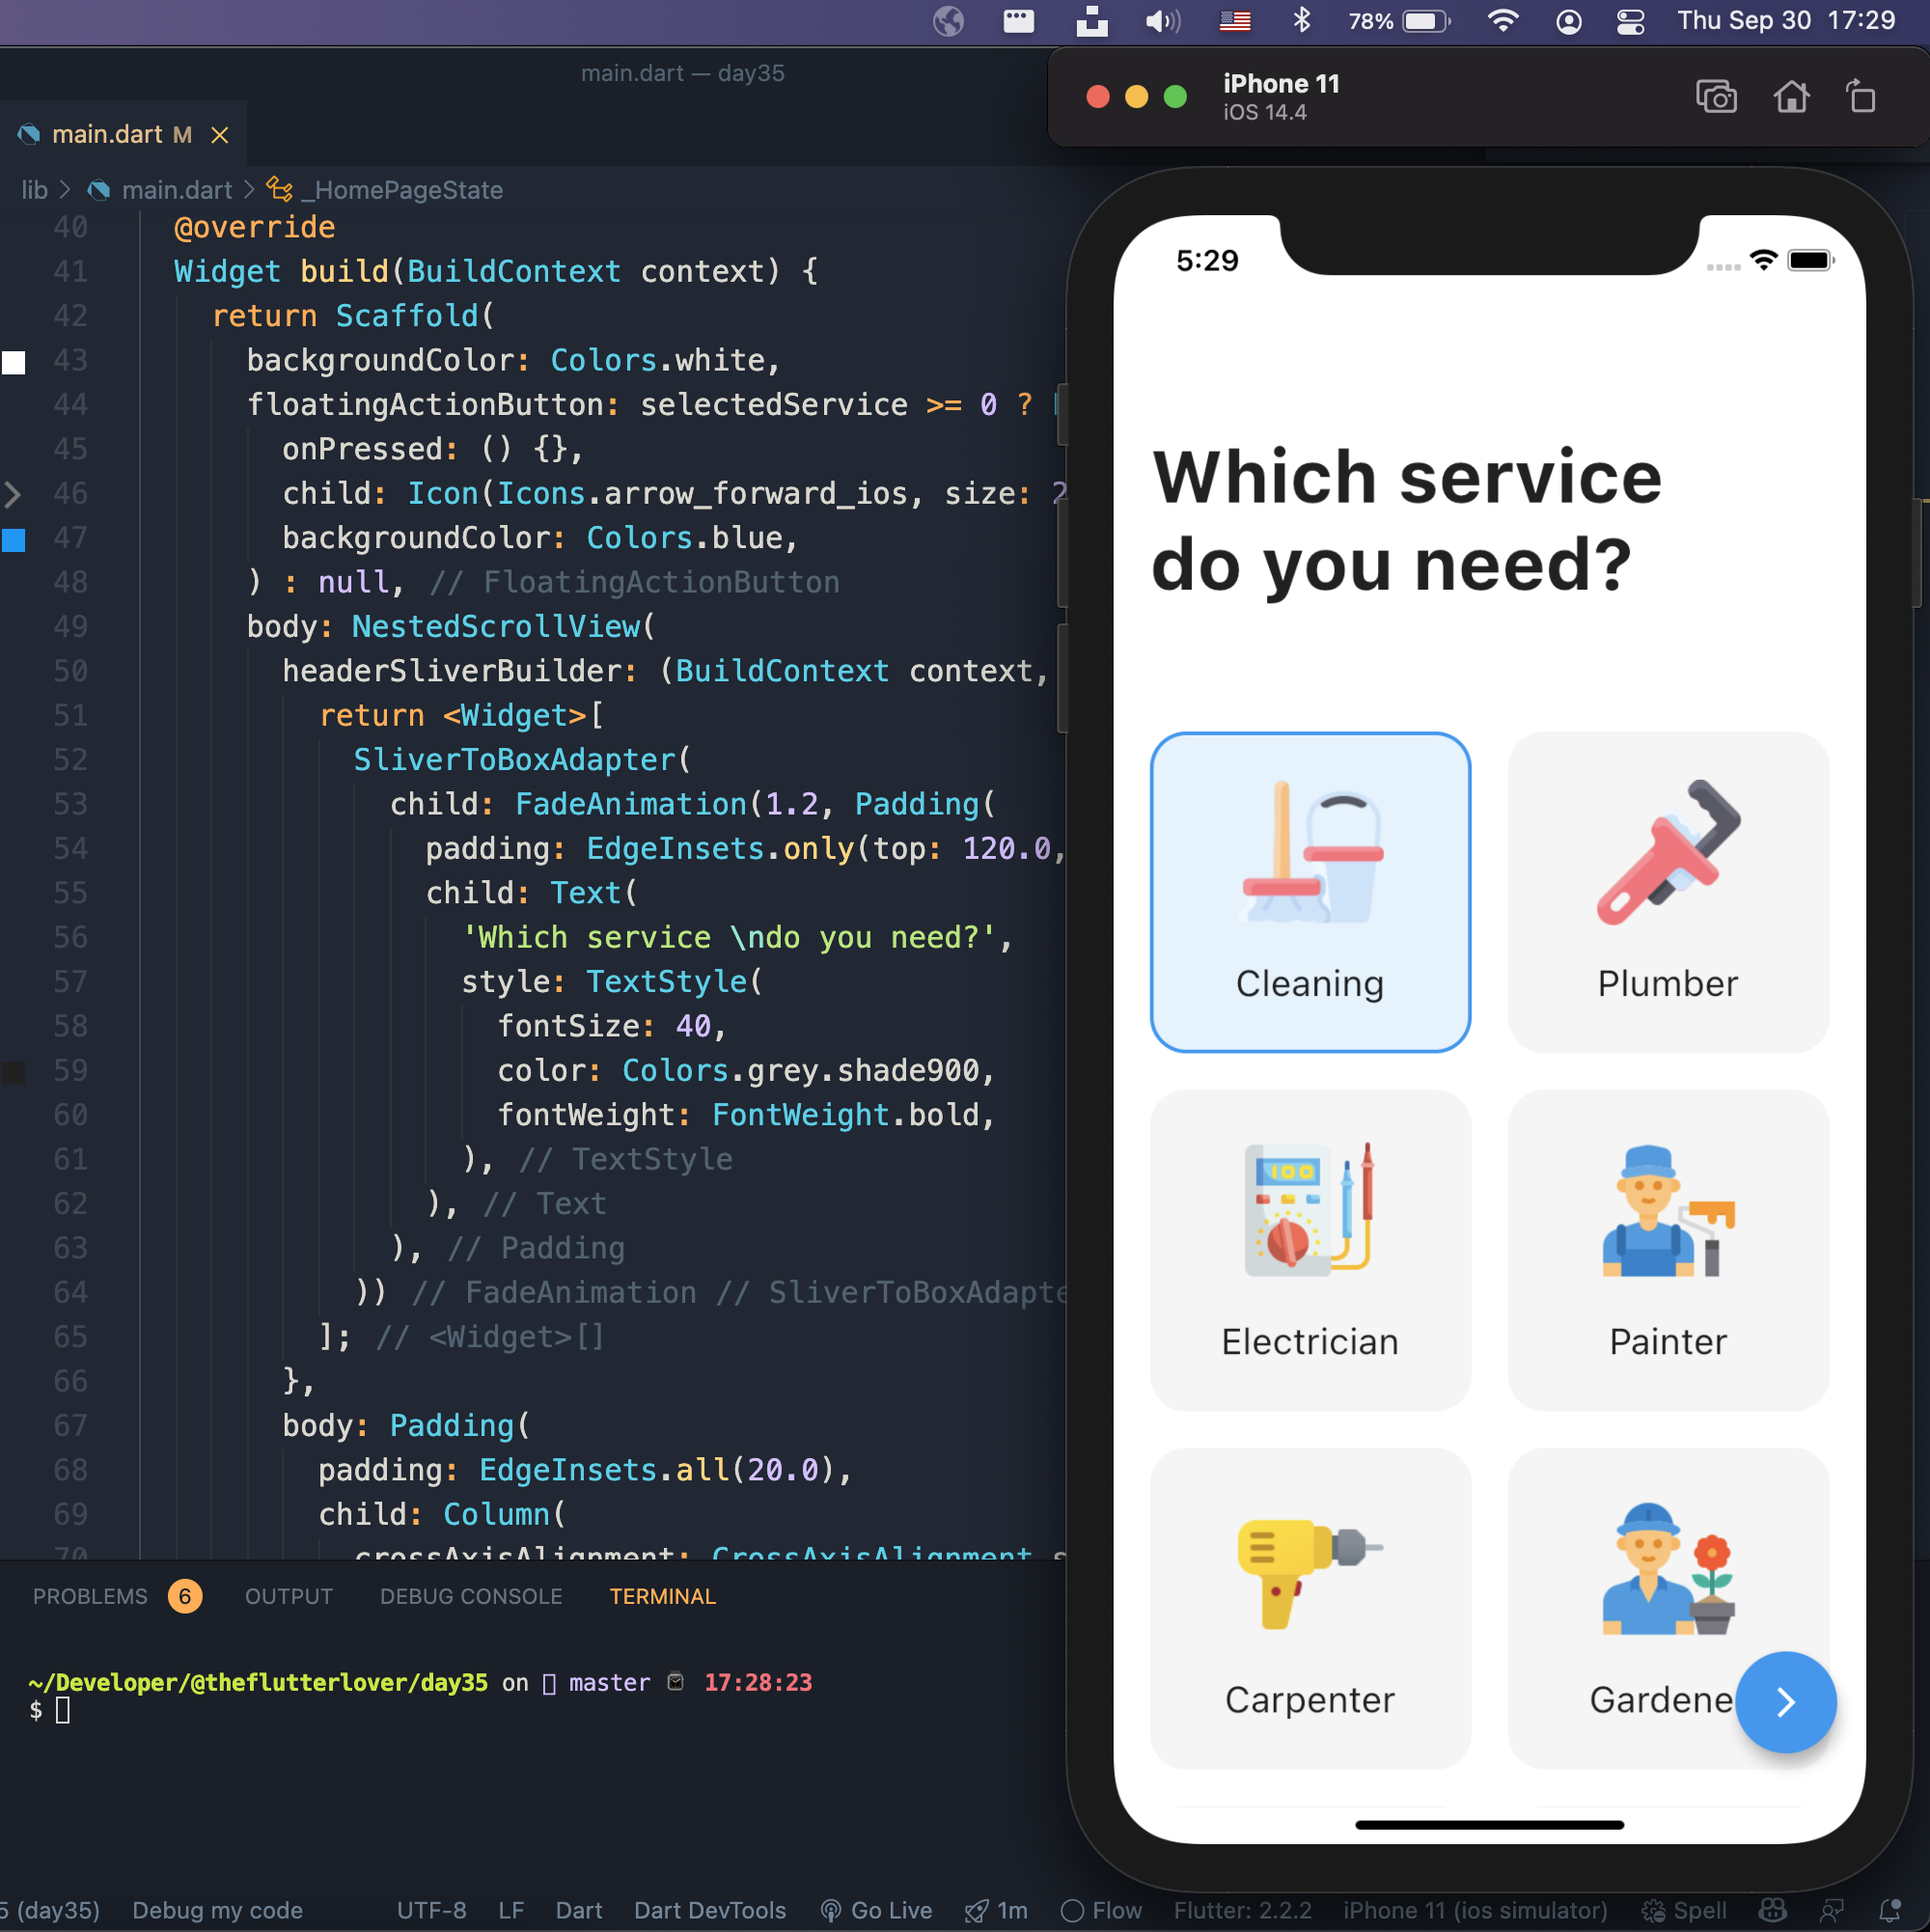 78%
Thu Sep 30 17:29
main.dart — day35
main.dart M
lib > main.dart > _HomePageState
40 @override
41 Widget build(BuildContext context) {
42 return Scaffold(
43 backgroundColor: Colors.white,
44 floatingActionButton: selectedService >= 0 ?
45 onPressed: () {},
46 child: Icon(Icons.arrow_forward_ios, size: 2
47 backgroundColor: Colors.blue,
48 ) : null, // FloatingActionButton
49 body: NestedScrollView(
50 headerSliverBuilder: (BuildContext context,
51 return <Widget>[
52 SliverToBoxAdapter(
53 child: FadeAnimation(1.2, Padding(
54 padding: EdgeInsets.only(top: 120.0,
55 child: Text(
56 'Which service \ndo you need?',
57 style: TextStyle(
58 fontSize: 40,
59 color: Colors.grey.shade900,
60 fontWeight: FontWeight.bold,
61 ), // TextStyle
62 ), // Text
63 ), // Padding
64 )) // FadeAnimation // SliverToBoxAdapte
65 ]; // <Widget>[]
66 },
67 body: Padding(
68 padding: EdgeInsets.all(20.0),
69 child: Column(
70 crossAxisAlignment: CrossAxisAlignment.s
PROBLEMS 6 OUTPUT DEBUG CONSOLE TERMINAL
~/Developer/@theflutterlover/day35 on master 17:28:23
$
iPhone 11
iOS 14.4
5:29
Which service
do you need?
Cleaning
Plumber
100
Electrician
Painter
Carpenter
Gardene
5 (day35) Debug my code UTF-8 LF Dart Dart DevTools Go Live 1m Flow Flutter: 2.2.2 iPhone 11 (ios simulator) Spell